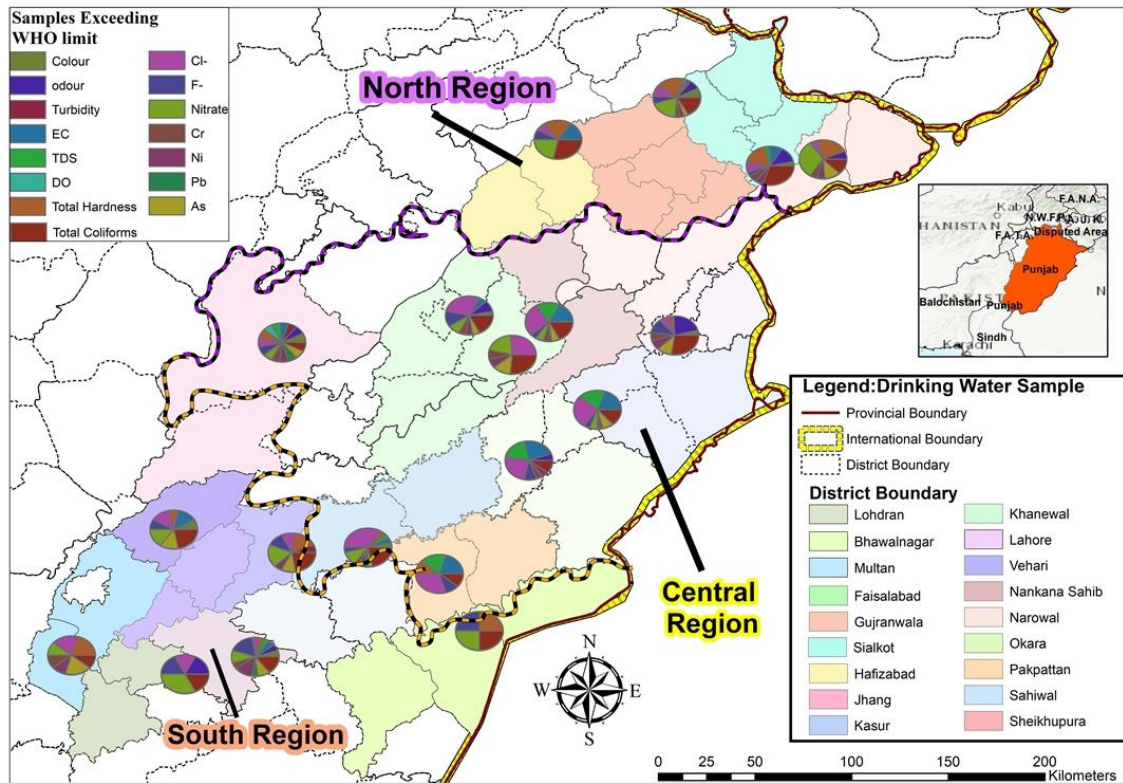 Samples Exceeding
WHO limit
Colour
odour
Turbidity
EC
TDS
DO
Total Hardness
Total Coliforms
Cl-
F-
Nitrate
Cr
Ni
Pb
As
North Region
Central
Region
South Region
N
W E
S
Kabul
F.A.N.A.
N.W.F.P.
A.J.K.
F.A.T.A.
Disputed Area
HANISTAN
Punjab
Balochistan
PAKIST
Punjab
N
Sindh
Karachi
Legend:Drinking Water Sample
Provincial Boundary
International Boundary
District Boundary
District Boundary
Lohdran
Bhawalnagar
Multan
Faisalabad
Gujranwala
Sialkot
Hafizabad
Jhang
Kasur
Khanewal
Lahore
Vehari
Nankana Sahib
Narowal
Okara
Pakpattan
Sahiwal
Sheikhupura
0 25 50 100 150 200
Kilometers